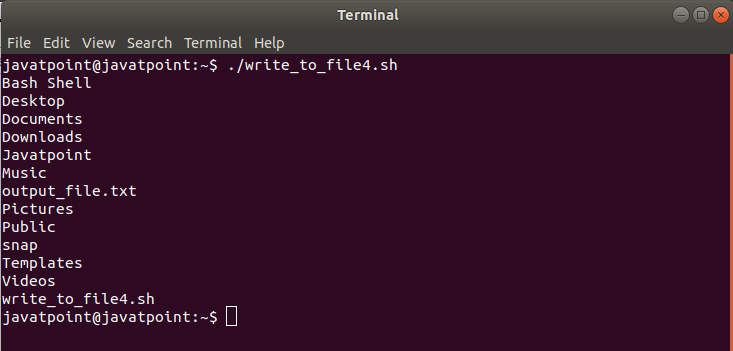 Terminal
File Edit View Search Terminal Help
javatpoint@javatpoint:~$ ./write_to_file4.sh
Bash Shell
Desktop
Documents
Downloads
Javatpoint
Music
output_file.txt
Pictures
Public
snap
Templates
Videos
write_to_file4.sh
javatpoint@javatpoint:~$